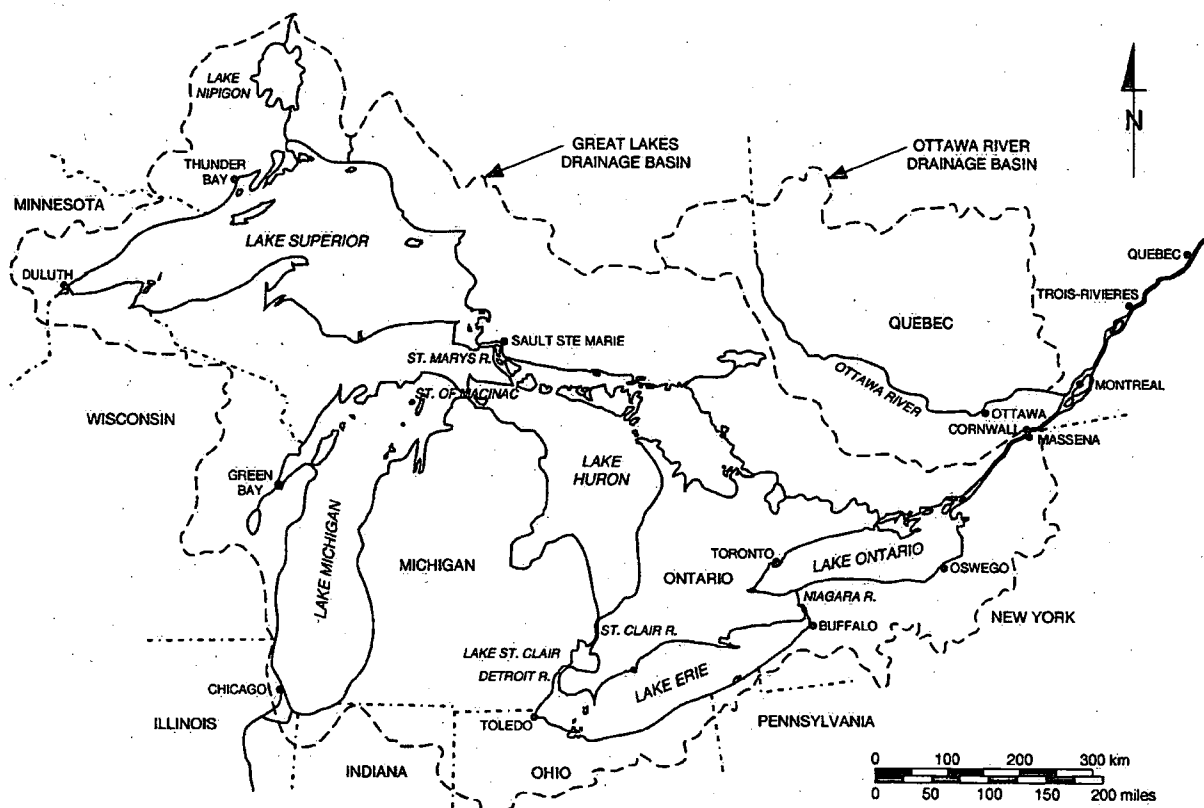 LAKE
NIPIGON
GREAT LAKES
DRAINAGE BASIN
OTTAWA RIVER
DRAINAGE BASIN
N
THUNDER
BAY
MINNESOTA
LAKE SUPERIOR
DULUTH
QUEBEC
TROIS-RIVIERES
QUEBEC
SAULT STE MARIE
ST. MARYS R.
OTTAWA RIVER
MONTREAL
ST. OF MACINAC
WISCONSIN
OTTAWA
CORNWALL
MASSENA
LAKE
HURON
GREEN
BAY
LAKE MICHIGAN
MICHIGAN
TORONTO
LAKE ONTARIO
ONTARIO
OSWEGO
NIAGARA R.
NEW YORK
ST. CLAIR R.
BUFFALO
LAKE ST. CLAIR
DETROIT R.
LAKE ERIE
CHICAGO
ILLINOIS
TOLEDO
PENNSYLVANIA
INDIANA
OHIO
0 100 200 300 km
0 50 100 150 200 miles